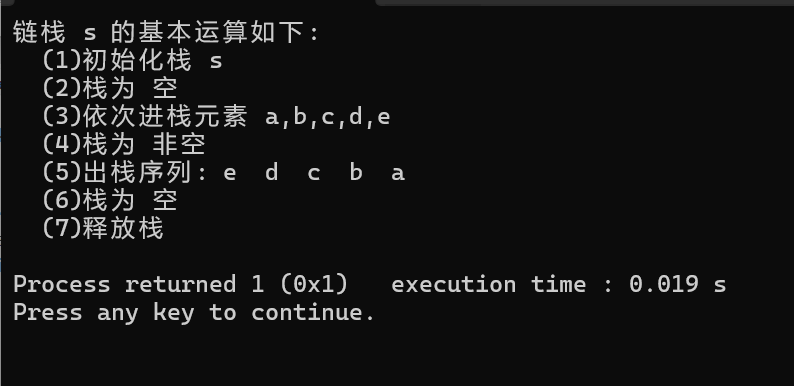 链栈 s 的基本运算如下:
(1)初始化栈 s
(2)栈为 空
(3)依次进栈元素 a,b,c,d,e
(4)栈为 非空
(5)出栈序列: e  d  c  b  a
(6)栈为 空
(7)释放栈
Process returned 1 (0x1)   execution time : 0.019 s
Press any key to continue.